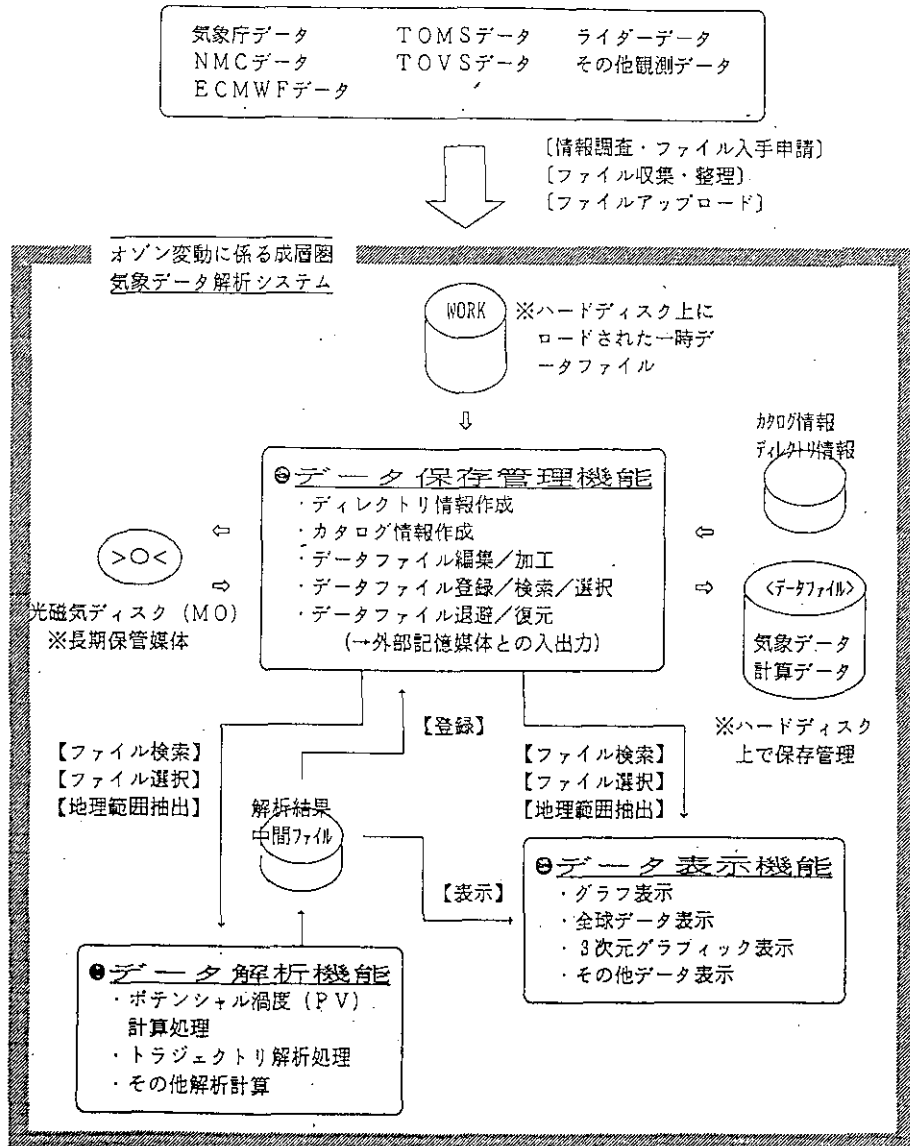 気象庁データ　ＴＯＭＳデータ　ライダーデータ
ＮＭＣデータ　ＴＯＶＳデータ　その他観測データ
ＥＣＭＷＦデータ
〔情報調査・ファイル入手申請〕
〔ファイル収集・整理〕
〔ファイルアップロード〕
オゾン変動に係る成層圏
気象データ解析システム
WORK
※ハードディスク上に
ロードされた一時デ
ータファイル
カタログ情報
ディレクトリ情報
データ保存管理機能
・ディレクトリ情報作成
・カタログ情報作成
・データファイル編集／加工
・データファイル登録／検索／選択
・データファイル退避／復元
(→外部記憶媒体との入出力)
>O<
光磁気ディスク（ＭＯ）
※長期保管媒体
<データファイル>
気象データ
計算データ
※ハードディスク
上で保存管理
【登録】
【ファイル検索】
【ファイル選択】
【地理範囲抽出】
【ファイル検索】
【ファイル選択】
[地理範囲抽出】
解析結果
中間ファイル
【表示】
データ表示機能
・グラフ表示
・全球データ表示
・３次元グラフィック表示
・その他データ表示
データ解析機能
・ポテンシャル渦度（ＰＶ）
計算処理
・トラジェクトリ解析処理
・その他解析計算